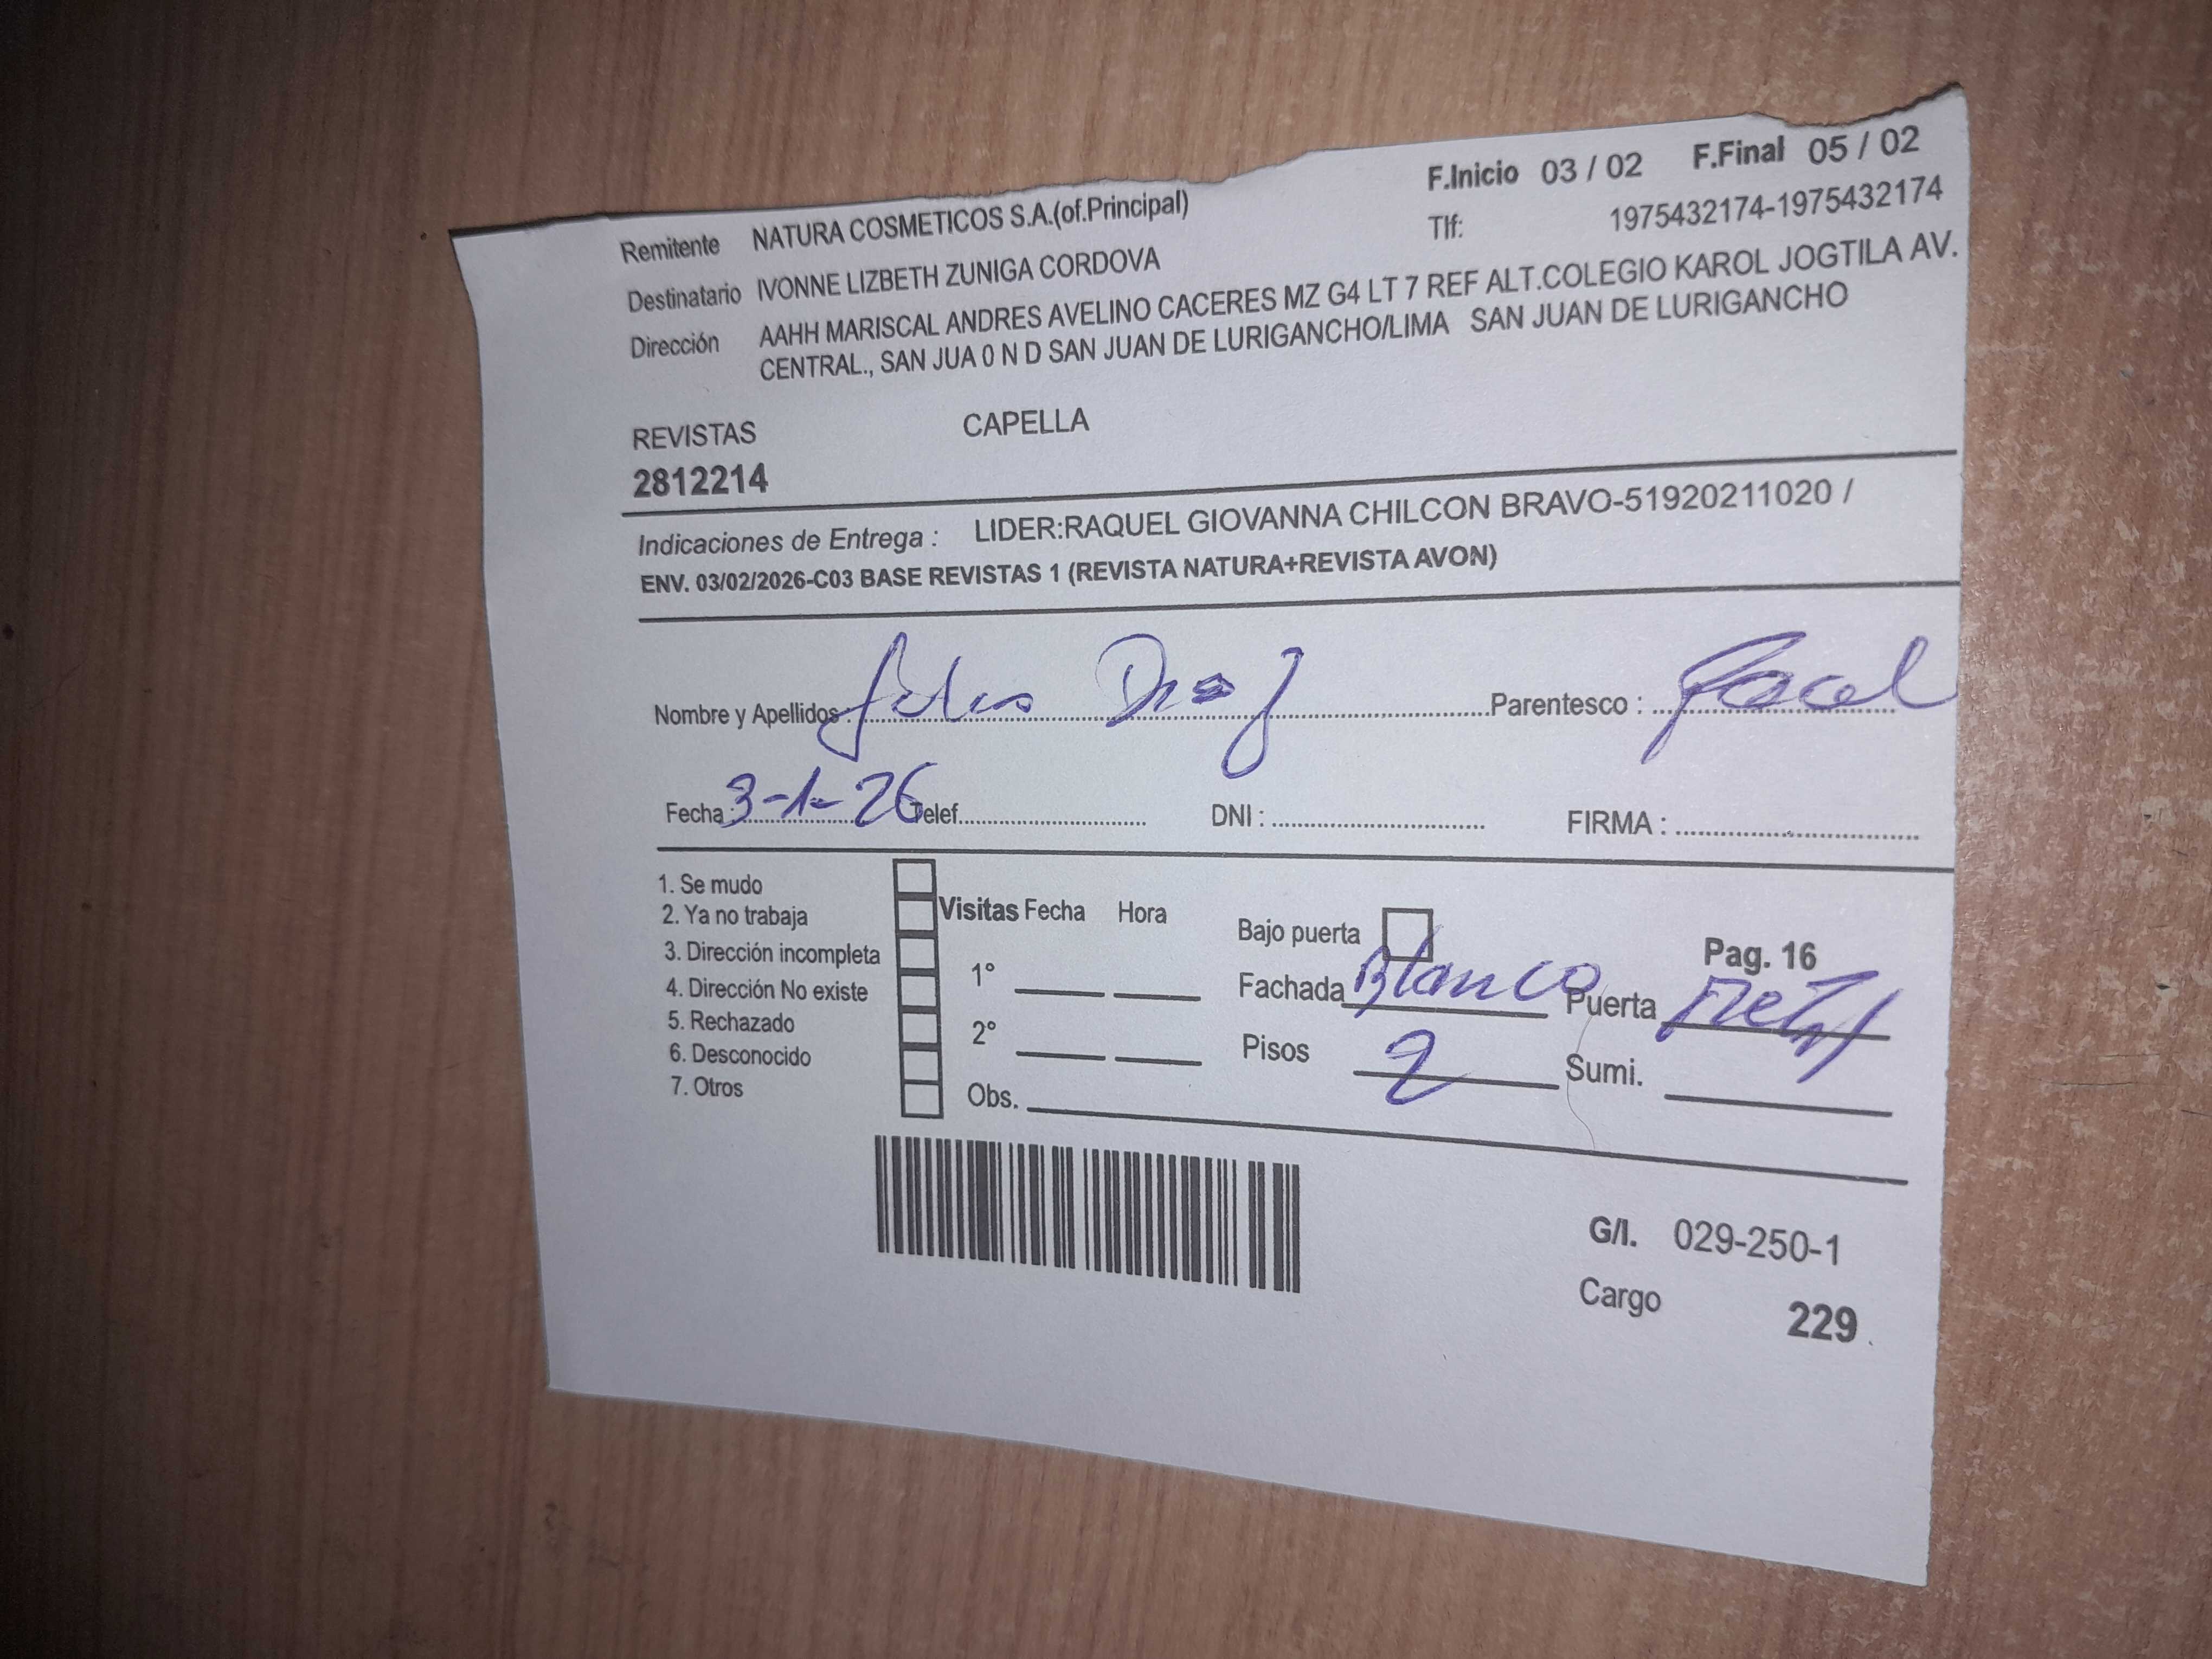 F.Inicio 03 / 02 F.Final 05 / 02
Remitente NATURA COSMETICOS S.A.(of.Principal) Tlf: 1975432174-1975432174
Destinatario IVONNE LIZBETH ZUNIGA CORDOVA
Dirección AAHH MARISCAL ANDRES AVELINO CACERES MZ G4 LT 7 REF ALT.COLEGIO KAROL JOGTILA AV.
CENTRAL., SAN JUA 0 N D SAN JUAN DE LURIGANCHO/LIMA SAN JUAN DE LURIGANCHO
REVISTAS CAPELLA
2812214
Indicaciones de Entrega : LIDER:RAQUEL GIOVANNA CHILCON BRAVO-51920211020 /
ENV. 03/02/2026-C03 BASE REVISTAS 1 (REVISTA NATURA+REVISTA AVON)
Nombre y Apellidos : Parentesco :
Fecha : 3-1-26 Telef. DNI : FIRMA :
1. Se mudo
2. Ya no trabaja
3. Dirección incompleta
4. Dirección No existe
5. Rechazado
6. Desconocido
7. Otros
Visitas Fecha Hora
1°
2°
Obs.
Bajo puerta Pag. 16
Fachada Blanco Puerta
Pisos 2 Sumi.
G/I. 029-250-1
Cargo 229